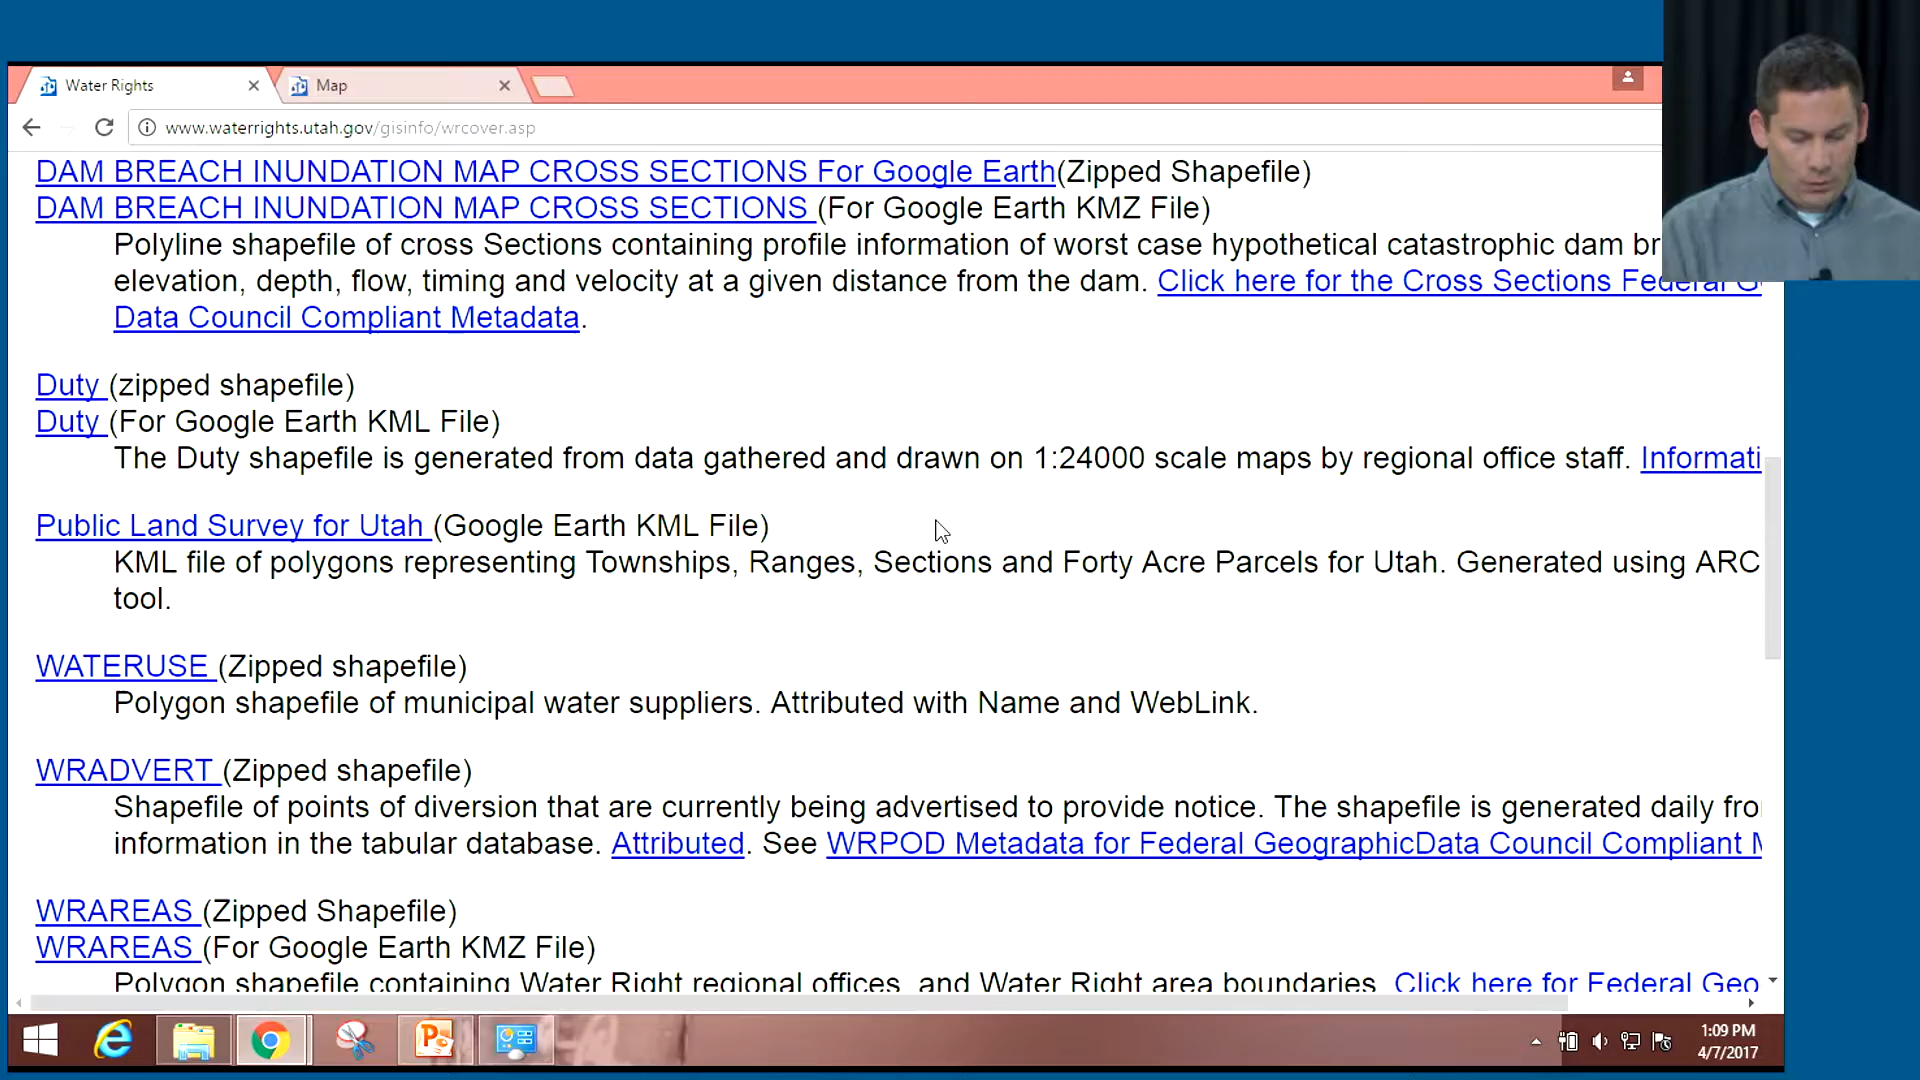 Water Rights
Map
www.waterrights.utah.gov/gisinfo/wrcover.asp
DAM BREACH INUNDATION MAP CROSS SECTIONS For Google Earth(Zipped Shapefile)
DAM BREACH INUNDATION MAP CROSS SECTIONS (For Google Earth KMZ File)
Polyline shapefile of cross Sections containing profile information of worst case hypothetical catastrophic dam br
elevation, depth, flow, timing and velocity at a given distance from the dam. Click here for the Cross Sections Federal G
Data Council Compliant Metadata.
Duty (zipped shapefile)
Duty (For Google Earth KML File)
The Duty shapefile is generated from data gathered and drawn on 1:24000 scale maps by regional office staff. Informati
Public Land Survey for Utah (Google Earth KML File)
KML file of polygons representing Townships, Ranges, Sections and Forty Acre Parcels for Utah. Generated using ARC
tool.
WATERUSE (Zipped shapefile)
Polygon shapefile of municipal water suppliers. Attributed with Name and WebLink.
WRADVERT (Zipped shapefile)
Shapefile of points of diversion that are currently being advertised to provide notice. The shapefile is generated daily fro
information in the tabular database. Attributed. See WRPOD Metadata for Federal GeographicData Council Compliant M
WRAREAS (Zipped Shapefile)
WRAREAS (For Google Earth KMZ File)
Polygon shapefile containing Water Right regional offices and Water Right area boundaries. Click here for Federal Geo
1:09 PM
4/7/2017